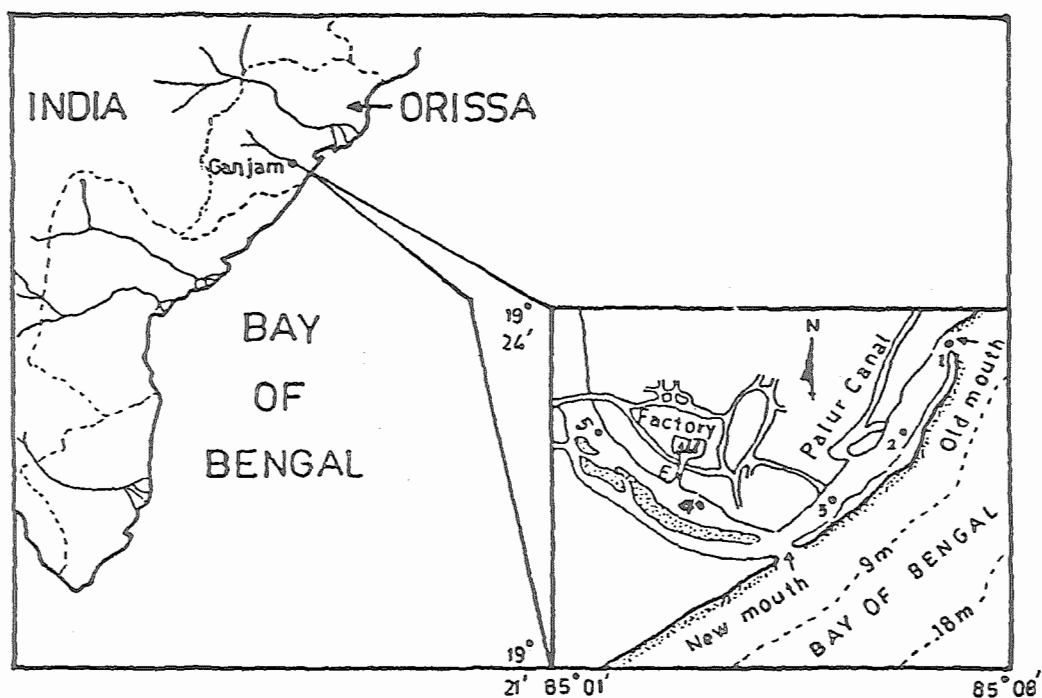 INDIA
ORISSA
Ganjam
BAY
OF
BENGAL
19°
24'
N
Palur Canal
Old mouth
Factory
E
1
2
3
4
5
New mouth
9m
BAY OF BENGAL
18m
19°
21'
85°01'
85°06'